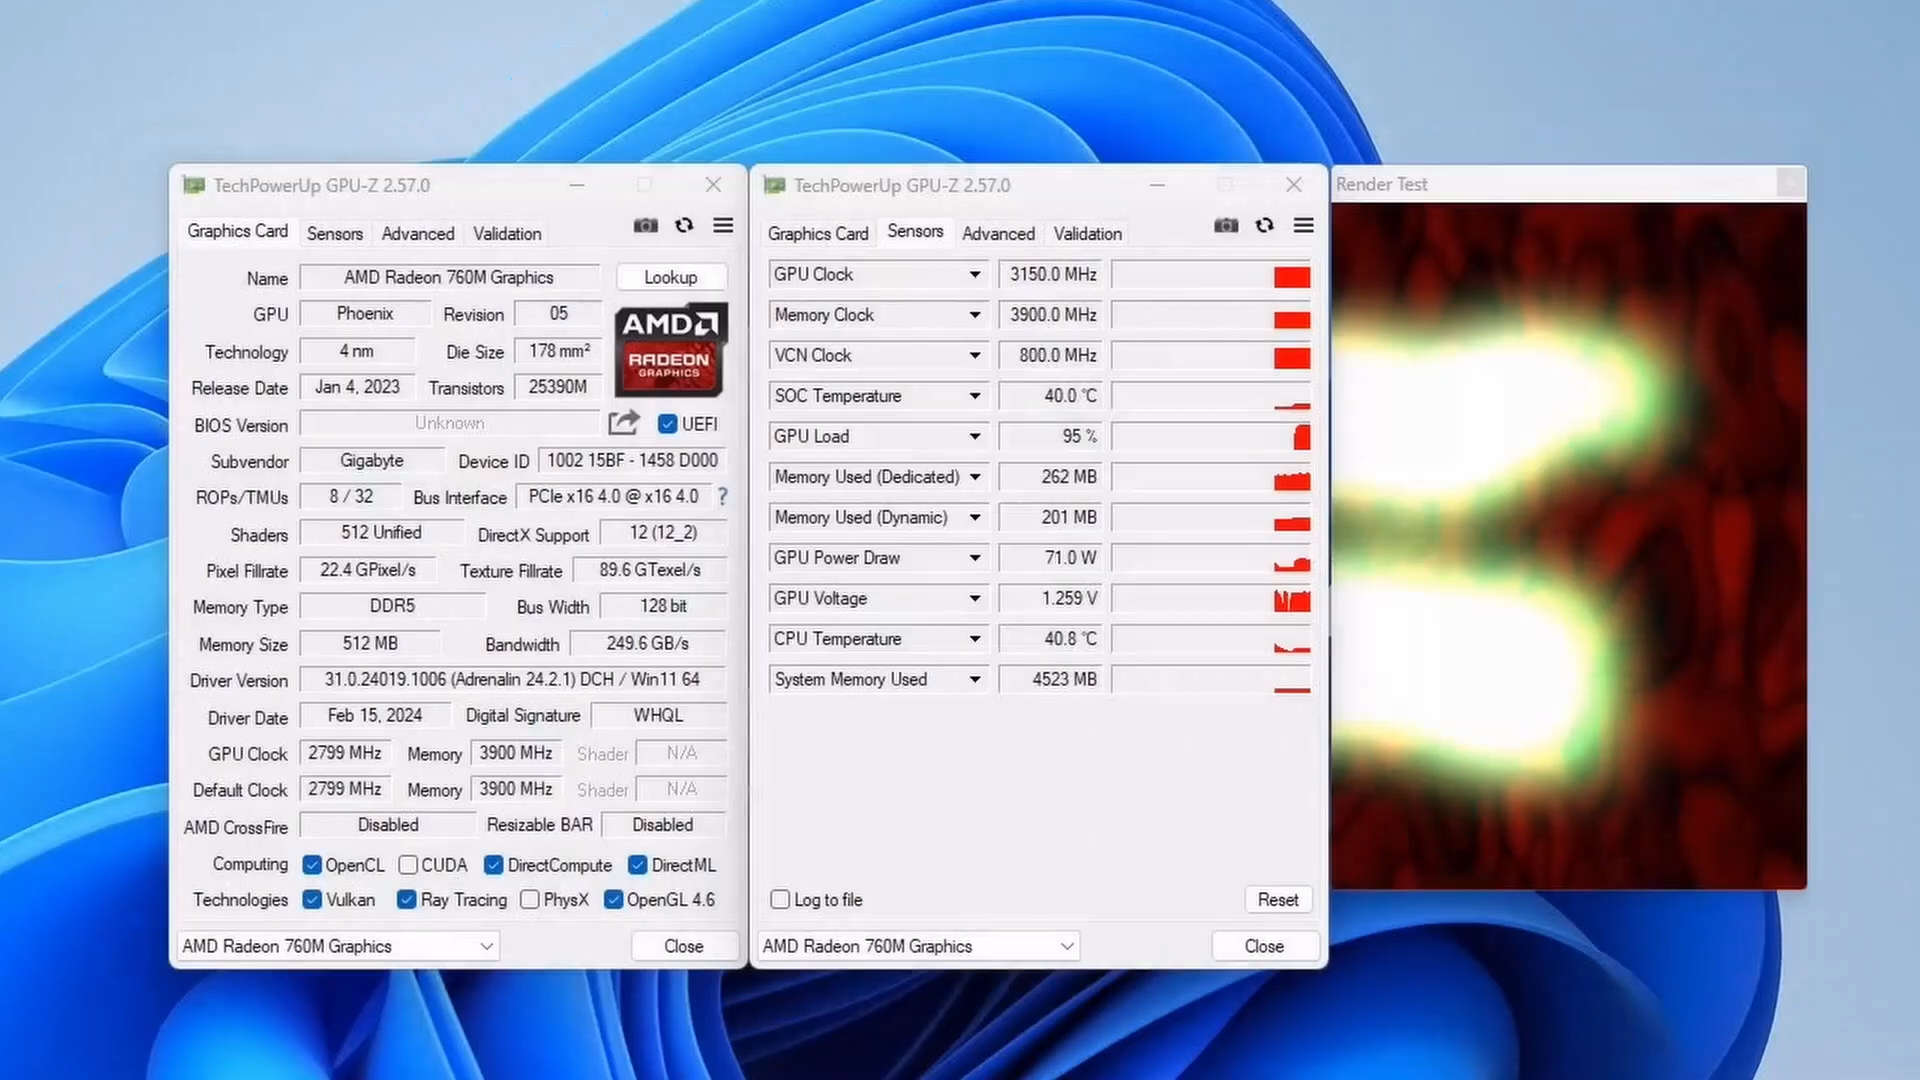 TechPowerUp GPU-Z 2.57.0
Graphics Card Sensors Advanced Validation
Name AMD Radeon 760M Graphics Lookup
GPU Phoenix Revision 05
AMD
RADEON
GRAPHICS
Technology 4 nm Die Size 178 mm²
Release Date Jan 4, 2023 Transistors 25390M
BIOS Version Unknown UEFI
Subvendor Gigabyte Device ID 1002 15BF - 1458 D000
ROPs/TMUs 8 / 32 Bus Interface PCIe x16 4.0 @ x16 4.0 ?
Shaders 512 Unified DirectX Support 12 (12_2)
Pixel Fillrate 22.4 GPixel/s Texture Fillrate 89.6 GTexel/s
Memory Type DDR5 Bus Width 128 bit
Memory Size 512 MB Bandwidth 249.6 GB/s
Driver Version 31.0.24019.1006 (Adrenalin 24.2.1) DCH / Win11 64
Driver Date Feb 15, 2024 Digital Signature WHQL
GPU Clock 2799 MHz Memory 3900 MHz Shader N/A
Default Clock 2799 MHz Memory 3900 MHz Shader N/A
AMD CrossFire Disabled Resizable BAR Disabled
Computing OpenCL CUDA DirectCompute DirectML
Technologies Vulkan Ray Tracing PhysX OpenGL 4.6
AMD Radeon 760M Graphics Close
TechPowerUp GPU-Z 2.57.0
Graphics Card Sensors Advanced Validation
GPU Clock 3150.0 MHz
Memory Clock 3900.0 MHz
VCN Clock 800.0 MHz
SOC Temperature 40.0 °C
GPU Load 95 %
Memory Used (Dedicated) 262 MB
Memory Used (Dynamic) 201 MB
GPU Power Draw 71.0 W
GPU Voltage 1.259 V
CPU Temperature 40.8 °C
System Memory Used 4523 MB
Log to file Reset
AMD Radeon 760M Graphics Close
Render Test